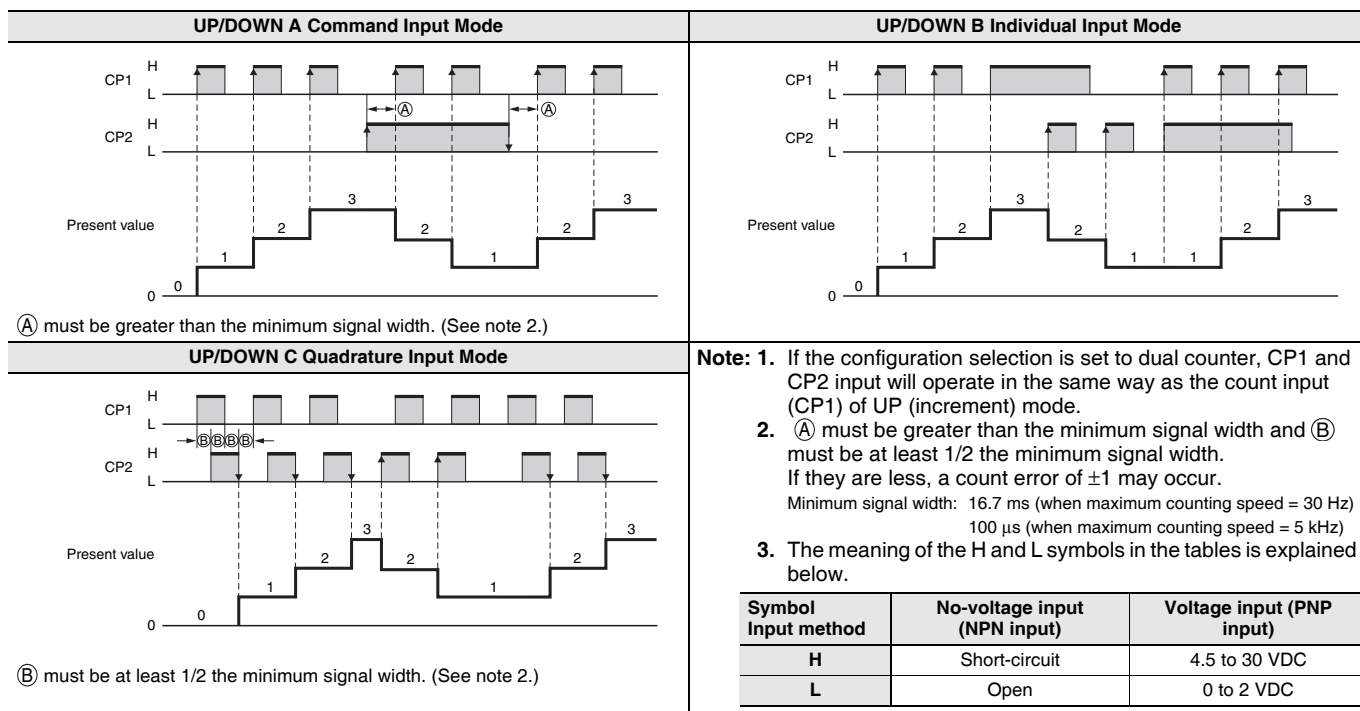 UP/DOWN A Command Input Mode
CP1 H
L
Ⓐ Ⓐ
CP2 H
L
Present value
0 0 1 2 3 2 1 2 3
Ⓐ must be greater than the minimum signal width. (See note 2.)
UP/DOWN B Individual Input Mode
CP1 H
L
CP2 H
L
Present value
0 0 1 2 3 2 1 1 2 3
UP/DOWN C Quadrature Input Mode
CP1 H
L
Ⓑ Ⓑ Ⓑ Ⓑ
CP2 H
L
Present value
0 0 1 2 3 2 1 2 3
Ⓑ must be at least 1/2 the minimum signal width. (See note 2.)
Note: 1. If the configuration selection is set to dual counter, CP1 and
CP2 input will operate in the same way as the count input
(CP1) of UP (increment) mode.
2. Ⓐ must be greater than the minimum signal width and Ⓑ
must be at least 1/2 the minimum signal width.
If they are less, a count error of ±1 may occur.
Minimum signal width: 16.7 ms (when maximum counting speed = 30 Hz)
100 μs (when maximum counting speed = 5 kHz)
3. The meaning of the H and L symbols in the tables is explained
below.
Symbol No-voltage input Voltage input (PNP
Input method (NPN input) input)
H Short-circuit 4.5 to 30 VDC
L Open 0 to 2 VDC